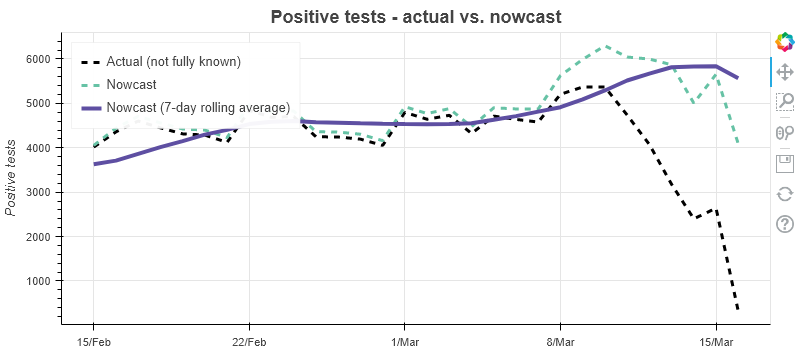 Positive tests - actual vs. nowcast
Actual (not fully known)
Nowcast
Nowcast (7-day rolling average)
Positive tests
6000
5000
4000
3000
2000
1000
15/Feb
22/Feb
1/Mar
8/Mar
15/Mar